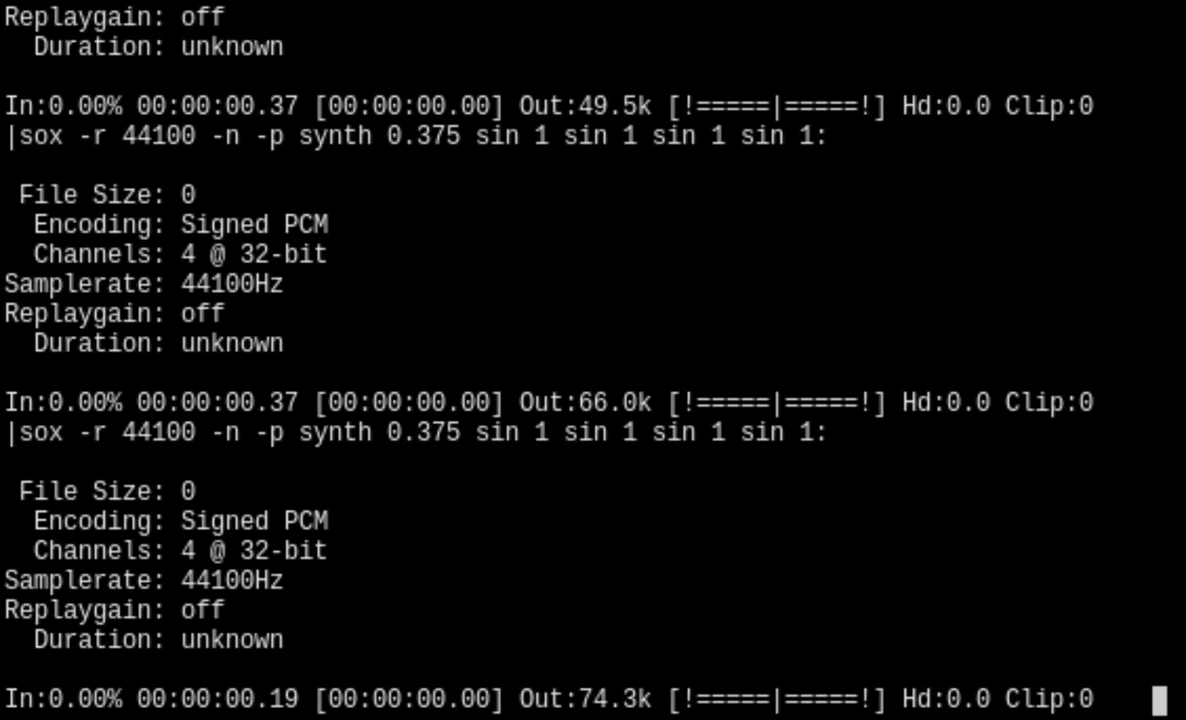 Replaygain: off
  Duration: unknown

In:0.00% 00:00:00.37 [00:00:00.00] Out:49.5k [!=====|=====!] Hd:0.0 Clip:0
|sox -r 44100 -n -p synth 0.375 sin 1 sin 1 sin 1 sin 1:

 File Size: 0
  Encoding: Signed PCM
  Channels: 4 @ 32-bit
Samplerate: 44100Hz
Replaygain: off
  Duration: unknown

In:0.00% 00:00:00.37 [00:00:00.00] Out:66.0k [!=====|=====!] Hd:0.0 Clip:0
|sox -r 44100 -n -p synth 0.375 sin 1 sin 1 sin 1 sin 1:

 File Size: 0
  Encoding: Signed PCM
  Channels: 4 @ 32-bit
Samplerate: 44100Hz
Replaygain: off
  Duration: unknown

In:0.00% 00:00:00.19 [00:00:00.00] Out:74.3k [!=====|=====!] Hd:0.0 Clip:0